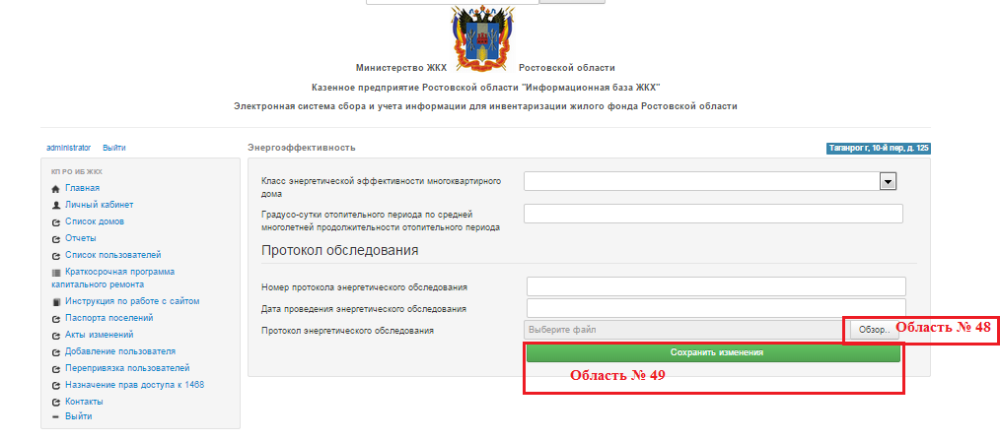 Министерство ЖКХ Ростовской области
Казенное предприятие Ростовской области "Информационная база ЖКХ"
Электронная система сбора и учета информации для инвентаризации жилого фонда Ростовской области
administrator Выйти
КП РО ИБ ЖКХ
Главная
Личный кабинет
Список домов
Отчеты
Список пользователей
Краткосрочная программа
капитального ремонта
Инструкция по работе с сайтом
Паспорта поселений
Акты изменений
Добавление пользователя
Перепривязка пользователей
Назначение прав доступа к 1468
Контакты
Выйти
Энергоэффективность
Таганрог г, 10-й пер, д. 125
Класс энергетической эффективности многоквартирного
дома
Градусо-сутки отопительного периода по средней
многолетней продолжительности отопительного периода
Протокол обследования
Номер протокола энергетического обследования
Дата проведения энергетического обследования
Протокол энергетического обследования
Выберите файл
Обзор..
Область № 48
Сохранить изменения
Область № 49